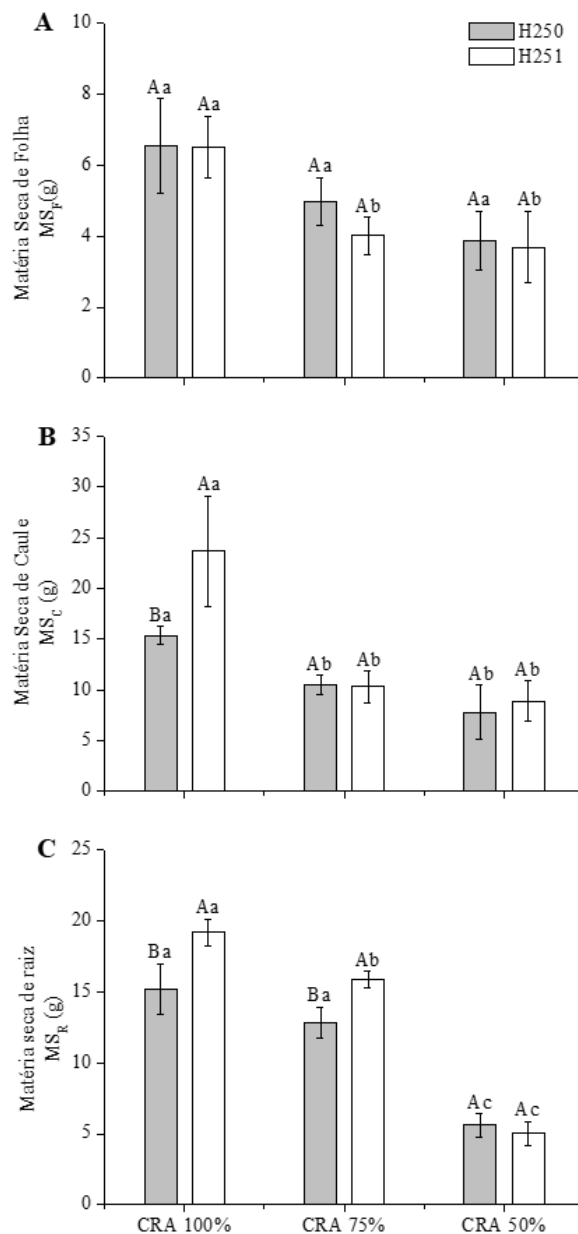 A
H250
H251
Matéria Seca de Folha
MS_F(g)
10
8
6
4
2
0
Aa
Aa
Aa
Ab
Aa
Ab
B
Matéria Seca de Caule
MS_C (g)
35
30
25
20
15
10
5
0
Ba
Aa
Ab
Ab
Ab
Ab
C
Matéria seca de raiz
MS_R (g)
25
20
15
10
5
0
Ba
Aa
Ba
Ab
Ac
Ac
CRA 100%
CRA 75%
CRA 50%